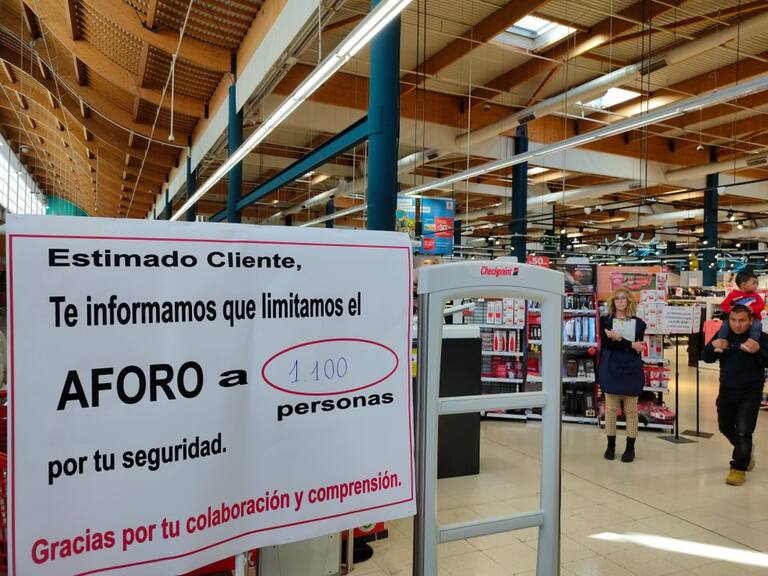 Estimado Cliente,
Te informamos que limitamos el
AFORO a 1.100
personas
por tu seguridad.
Gracias por tu colaboración y comprensión.
Checkpoint